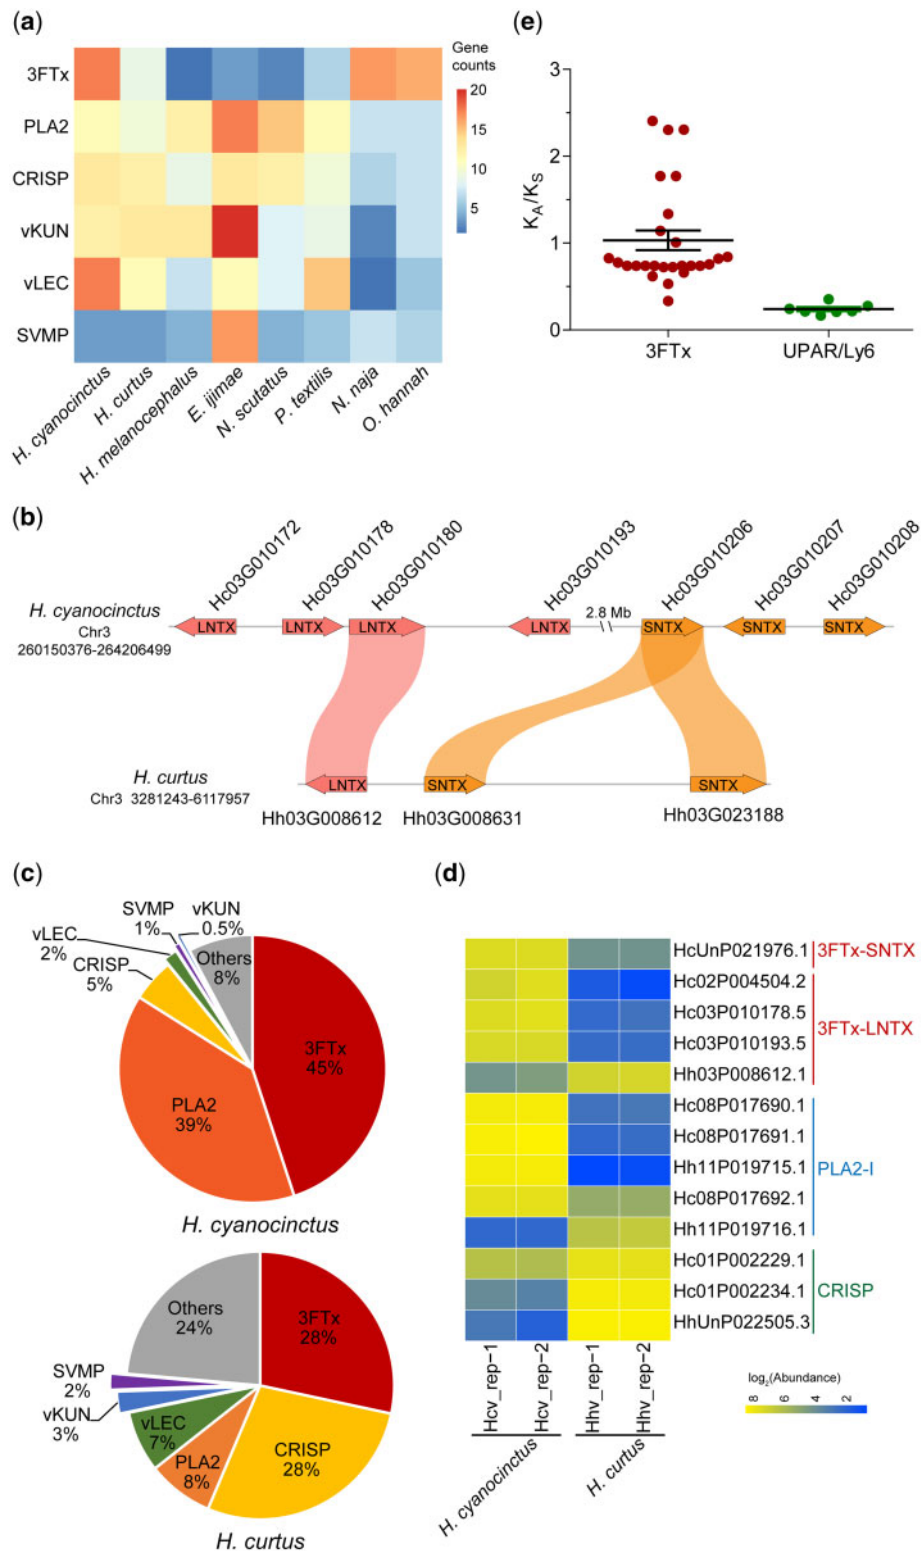 (a)
Gene
counts
20
15
10
5
3FTx
PLA2
CRISP
vKUN
vLEC
SVMP
H. cyanocinctus
H. curtus
H. melanocephalus
E. ijimae
N. scutatus
P. textilis
N. naja
O. hannah
(e)
K_A/K_S
3
2
1
0
3FTx
UPAR/Ly6
(b)
Hc03G010172
Hc03G010178
Hc03G010180
Hc03G010193
Hc03G010206
Hc03G010207
Hc03G010208
H. cyanocinctus
Chr3
260150376-264206499
LNTX
LNTX
LNTX
LNTX
2.8 Mb
SNTX
SNTX
SNTX
H. curtus
Chr3 3281243-6117957
LNTX
SNTX
SNTX
Hh03G008612
Hh03G008631
Hh03G023188
(c)
SVMP
1%
vKUN
0.5%
vLEC
2%
CRISP
5%
Others
8%
3FTx
45%
PLA2
39%
H. cyanocinctus
Others
24%
3FTx
28%
SVMP
2%
vKUN
3%
vLEC
7%
PLA2
8%
CRISP
28%
H. curtus
(d)
HcUnP021976.1
Hc02P004504.2
Hc03P010178.5
Hc03P010193.5
Hh03P008612.1
Hc08P017690.1
Hc08P017691.1
Hh11P019715.1
Hc08P017692.1
Hh11P019716.1
Hc01P002229.1
Hc01P002234.1
HhUnP022505.3
3FTx-SNTX
3FTx-LNTX
PLA2-I
CRISP
Hcv_rep-1
Hcv_rep-2
Hhv_rep-1
Hhv_rep-2
H. cyanocinctus
H. curtus
log2(Abundance)
8
6
4
2